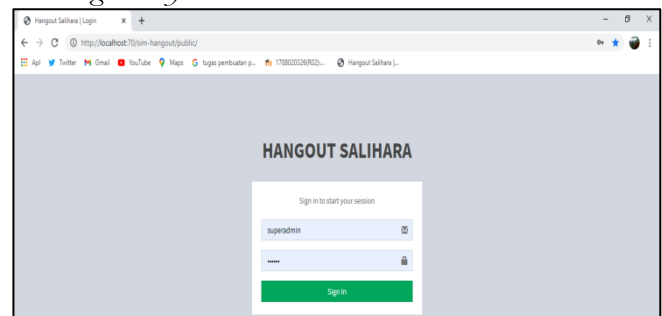 Hangout Salihara | Login
http://localhost:70/sim-hangout/public/
Apl Twitter Gmail YouTube Maps tugas pembuatan p... 1708020326(R02)... Hangout Salihara |...
HANGOUT SALIHARA
Sign in to start your session
superadmin
••••••
Sign In